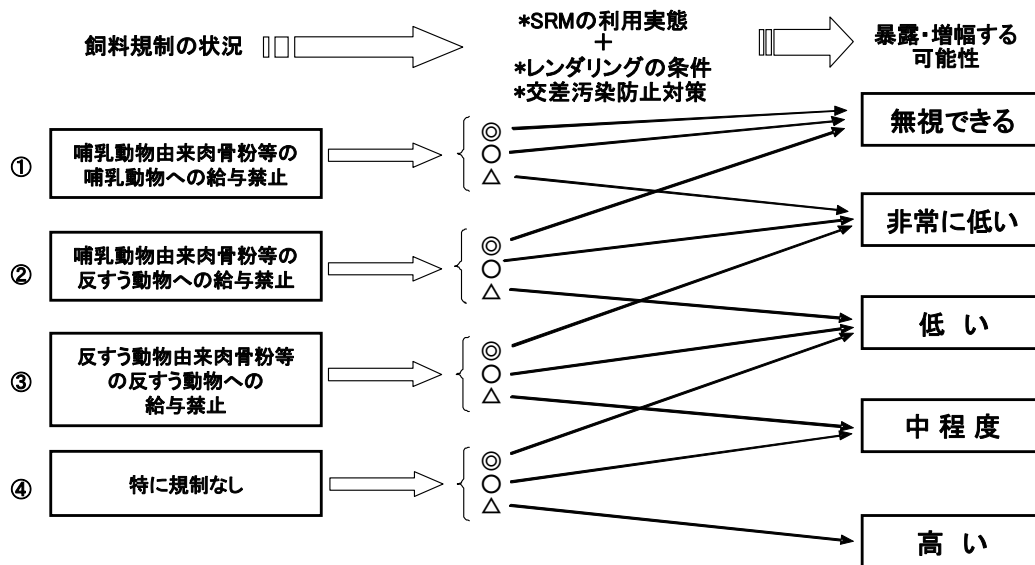 飼料規制の状況
*SRMの利用実態
+
*レンダリングの条件
*交差汚染防止対策
暴露・増幅する
可能性
①
哺乳動物由来肉骨粉等の
哺乳動物への給与禁止
◎
○
△
無視できる
②
哺乳動物由来肉骨粉等の
反すう動物への給与禁止
◎
○
△
非常に低い
③
反すう動物由来肉骨粉等
の反すう動物への
給与禁止
◎
○
△
低 い
④
特に規制なし
◎
○
△
中 程 度
高 い